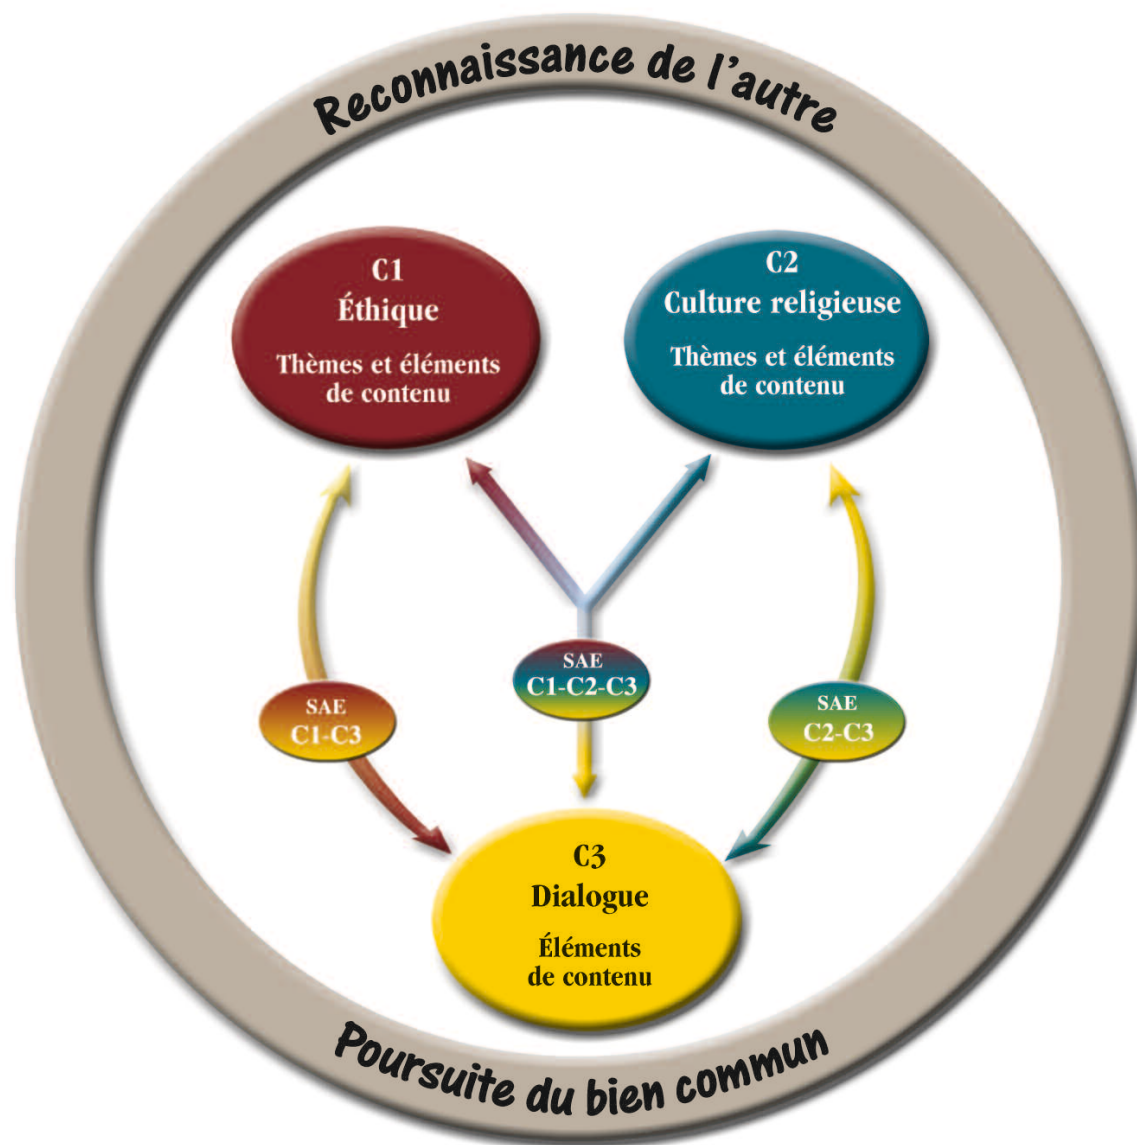 Reconnaissance de l'autre
C1
Éthique
Thèmes et éléments
de contenu
C2
Culture religieuse
Thèmes et éléments
de contenu
SAE
C1-C3
SAE
C1-C2-C3
SAE
C2-C3
C3
Dialogue
Éléments
de contenu
Poursuite du bien commun